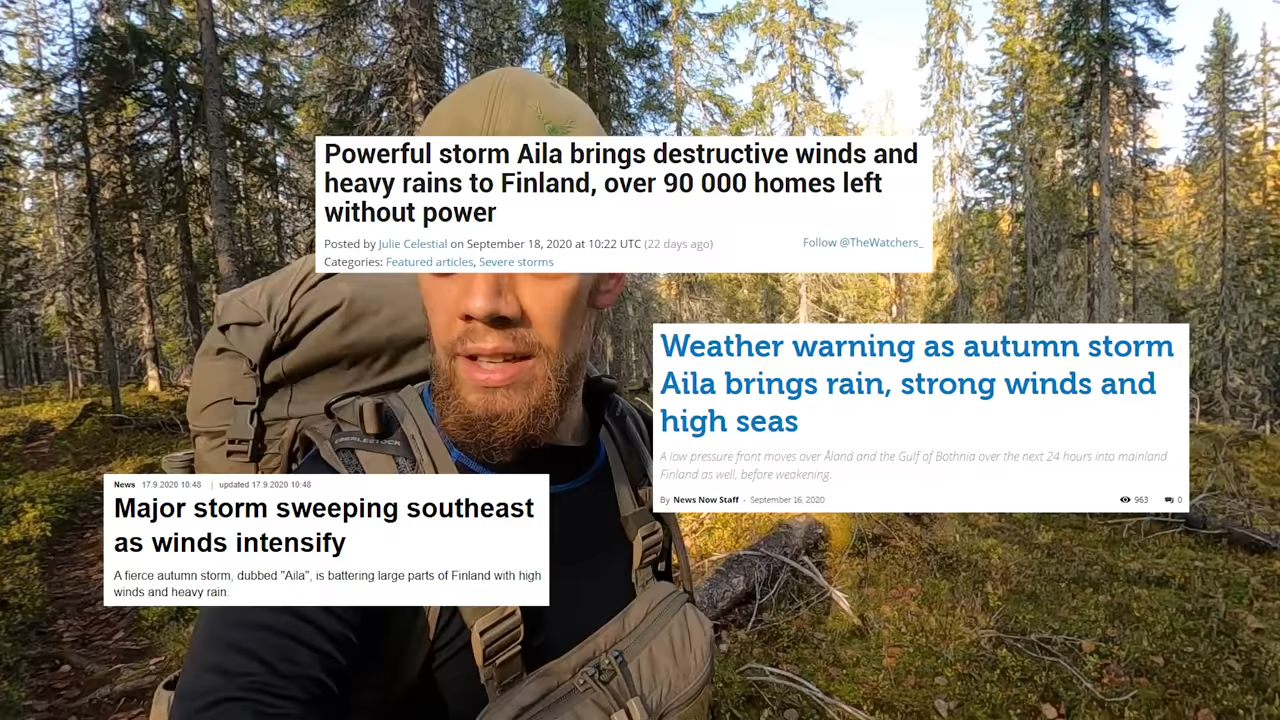 Powerful storm Aila brings destructive winds and
heavy rains to Finland, over 90 000 homes left
without power
Posted by Julie Celestial on September 18, 2020 at 10:22 UTC (22 days ago)
Follow @TheWatchers_
Categories: Featured articles, Severe storms
Weather warning as autumn storm
Aila brings rain, strong winds and
high seas
A low pressure front moves over Åland and the Gulf of Bothnia over the next 24 hours into mainland
Finland as well, before weakening.
By News Now Staff - September 16, 2020
963
0
EBERLESTOCK
News 17.9.2020 10:48 | updated 17.9.2020 10:48
Major storm sweeping southeast
as winds intensify
A fierce autumn storm, dubbed "Aila", is battering large parts of Finland with high
winds and heavy rain.